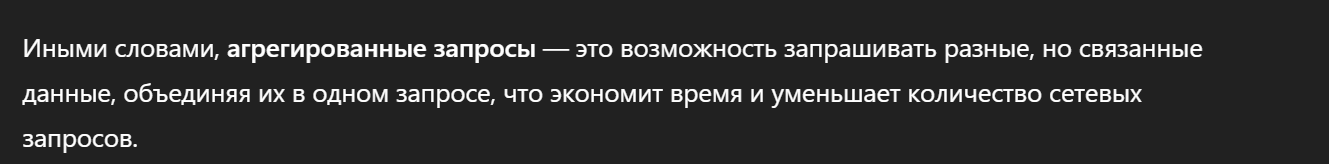 Иными словами, агрегированные запросы — это возможность запрашивать разные, но связанные
данные, объединяя их в одном запросе, что экономит время и уменьшает количество сетевых
запросов.